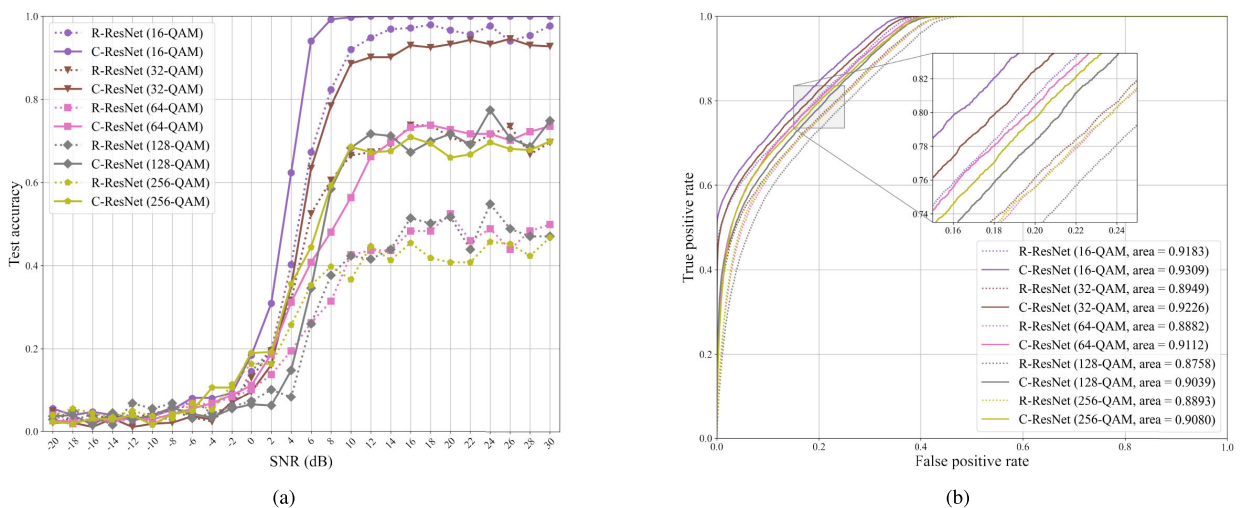 1.0
0.8
0.6
0.4
0.2
0.0
Test accuracy
R-ResNet (16-QAM)
C-ResNet (16-QAM)
R-ResNet (32-QAM)
C-ResNet (32-QAM)
R-ResNet (64-QAM)
C-ResNet (64-QAM)
R-ResNet (128-QAM)
C-ResNet (128-QAM)
R-ResNet (256-QAM)
C-ResNet (256-QAM)
-20 -18 -16 -14 -12 -10 -8 -6 -4 -2 0 2 4 6 8 10 12 14 16 18 20 22 24 26 28 30
SNR (dB)
(a)
1.0
0.8
0.6
0.4
0.2
0.0
True positive rate
0.82
0.80
0.78
0.76
0.74
0.16 0.18 0.20 0.22 0.24
R-ResNet (16-QAM, area = 0.9183)
C-ResNet (16-QAM, area = 0.9309)
R-ResNet (32-QAM, area = 0.8949)
C-ResNet (32-QAM, area = 0.9226)
R-ResNet (64-QAM, area = 0.8882)
C-ResNet (64-QAM, area = 0.9112)
R-ResNet (128-QAM, area = 0.8758)
C-ResNet (128-QAM, area = 0.9039)
R-ResNet (256-QAM, area = 0.8893)
C-ResNet (256-QAM, area = 0.9080)
0.0 0.2 0.4 0.6 0.8 1.0
False positive rate
(b)